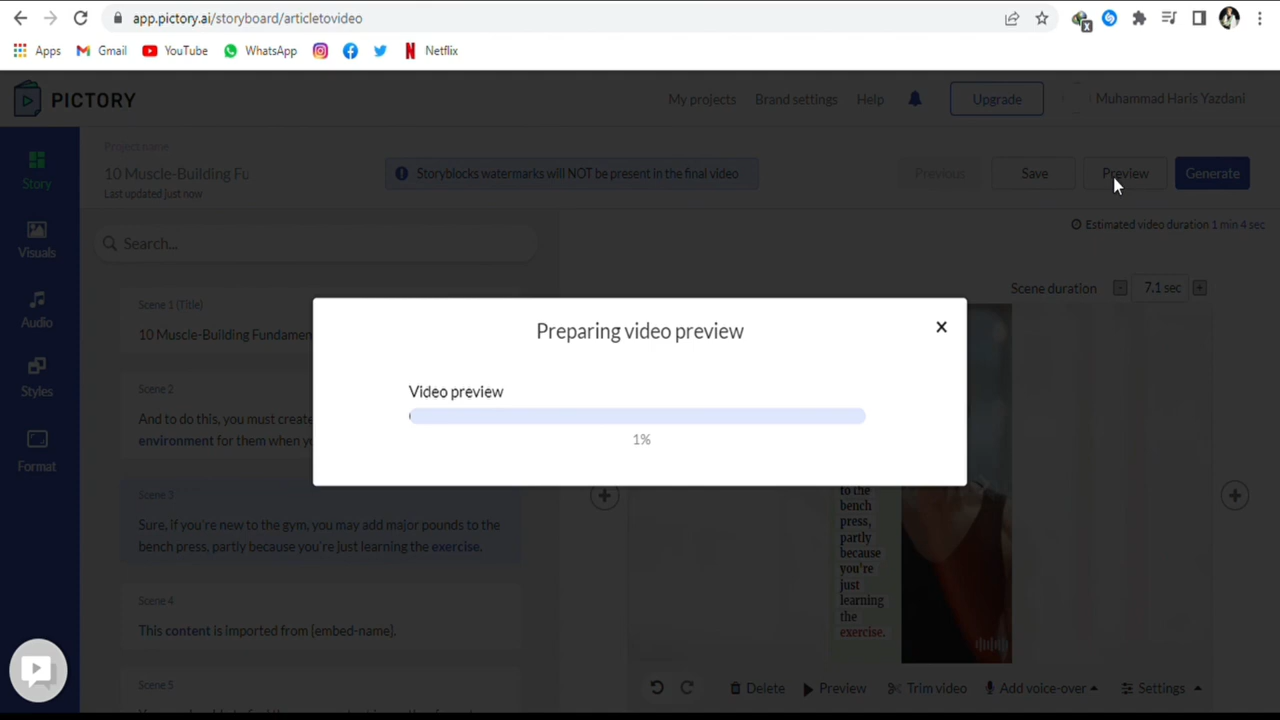 app.pictory.ai/storyboard/articletovideo
Apps Gmail YouTube WhatsApp Netflix
PICTORY
My projects Brand settings Help Upgrade Muhammad Haris Yazdani
Project name
10 Muscle-Building Fu
Last updated just now
Storyblocks watermarks will NOT be present in the final video
Previous Save Preview Generate
Estimated video duration 1 min 4 sec
Story
Visuals
Audio
Styles
Format
Search...
Scene duration - 7.1 sec +
Scene 1 (Title)
10 Muscle-Building Fundamen
Scene 2
And to do this, you must create
environment for them when
Scene 3
Sure, if you're new to the gym, you may add major pounds to the
bench press, partly because you're just learning the exercise.
Scene 4
This content is imported from [embed-name].
Scene 5
Preparing video preview
Video preview
1%
to the
bench
press,
partly
because
you're
just
learning
the
exercise.
Delete Preview Trim video Add voice-over Settings